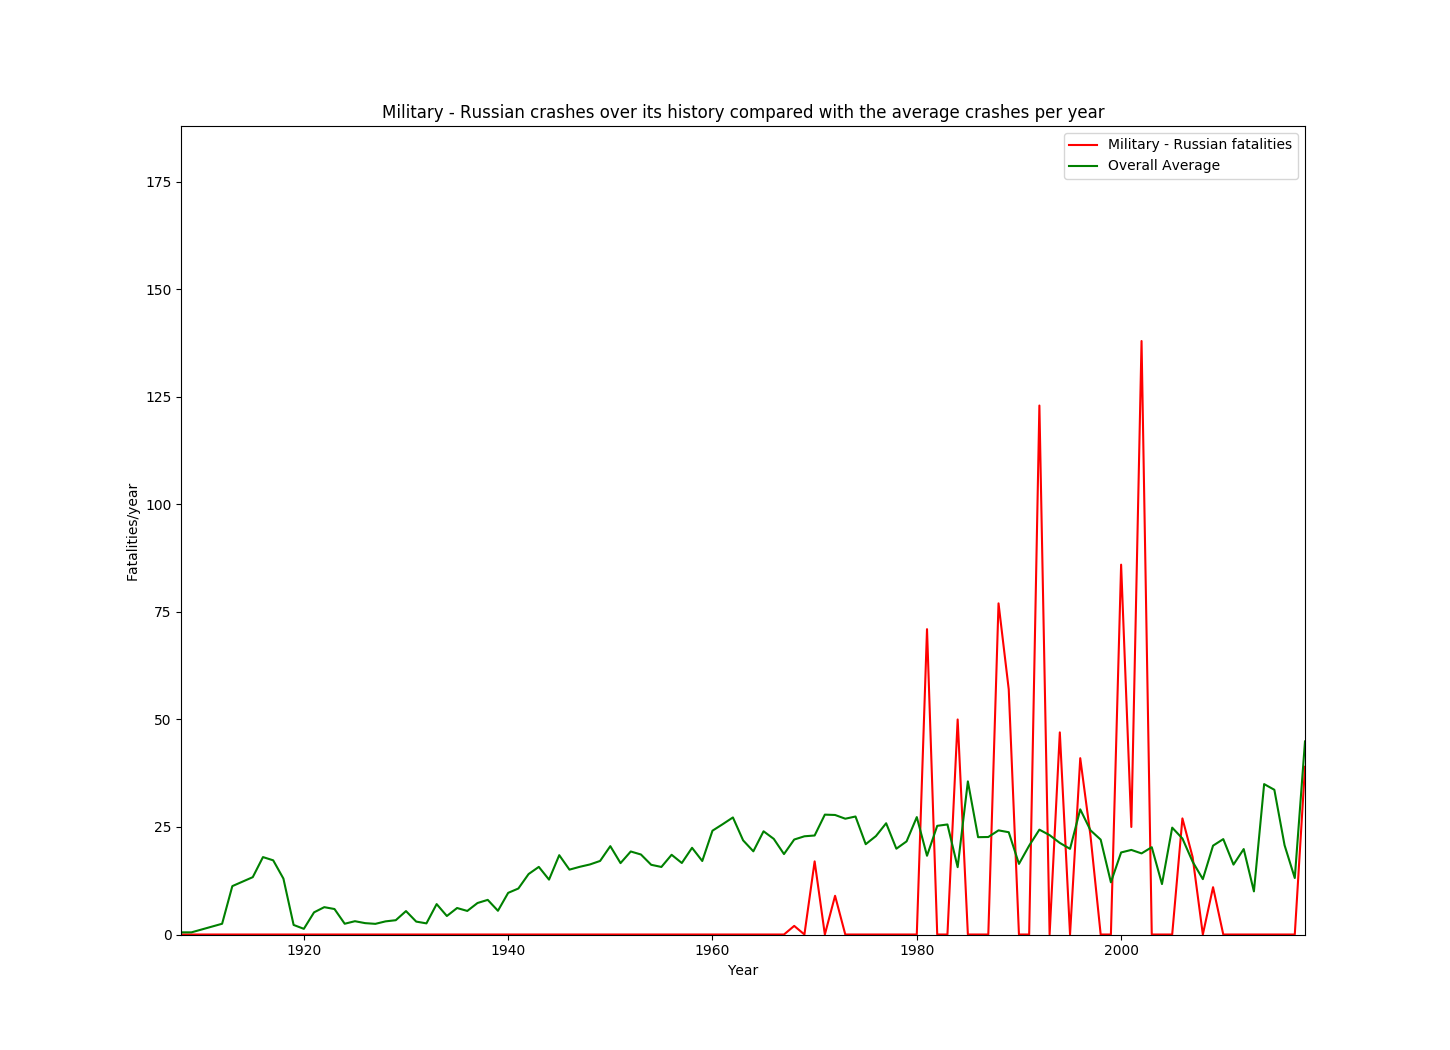 Military - Russian crashes over its history compared with the average crashes per year
Military - Russian fatalities
Overall Average
175
150
125
100
75
50
25
0
Fatalities/year
1920 1940 1960 1980 2000
Year